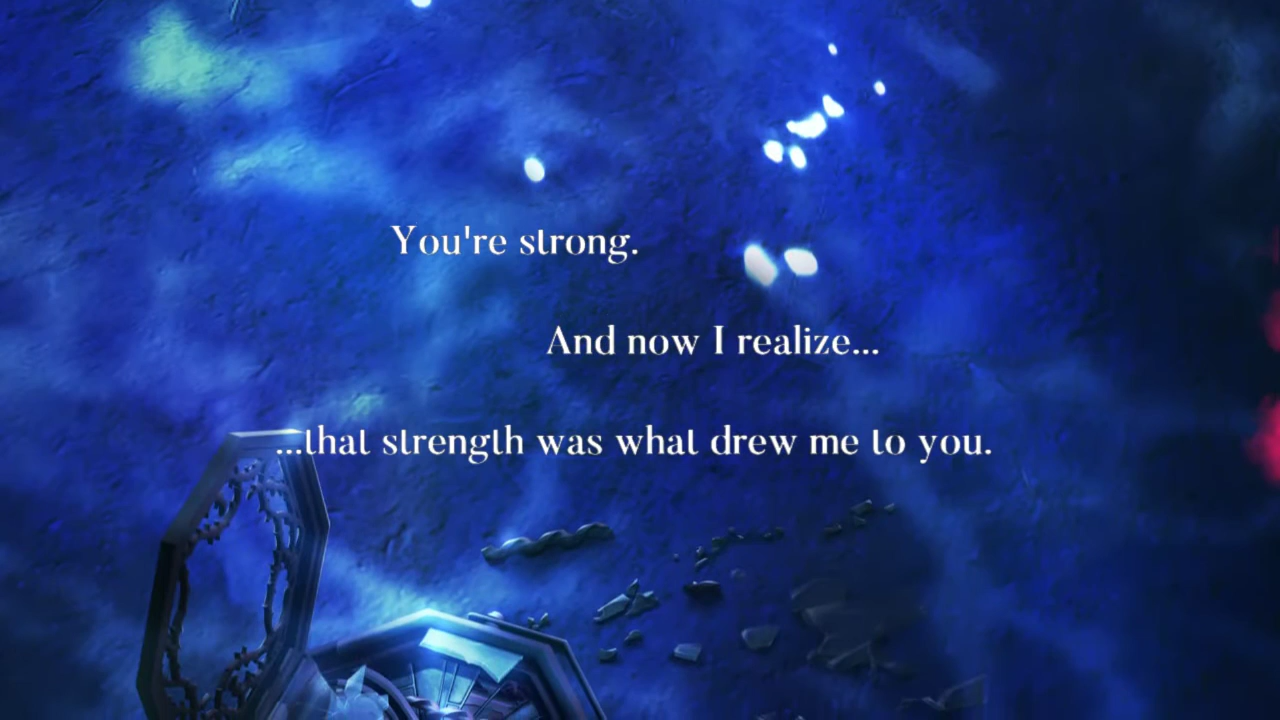 You're strong.
And now I realize...
...that strength was what drew me to you.